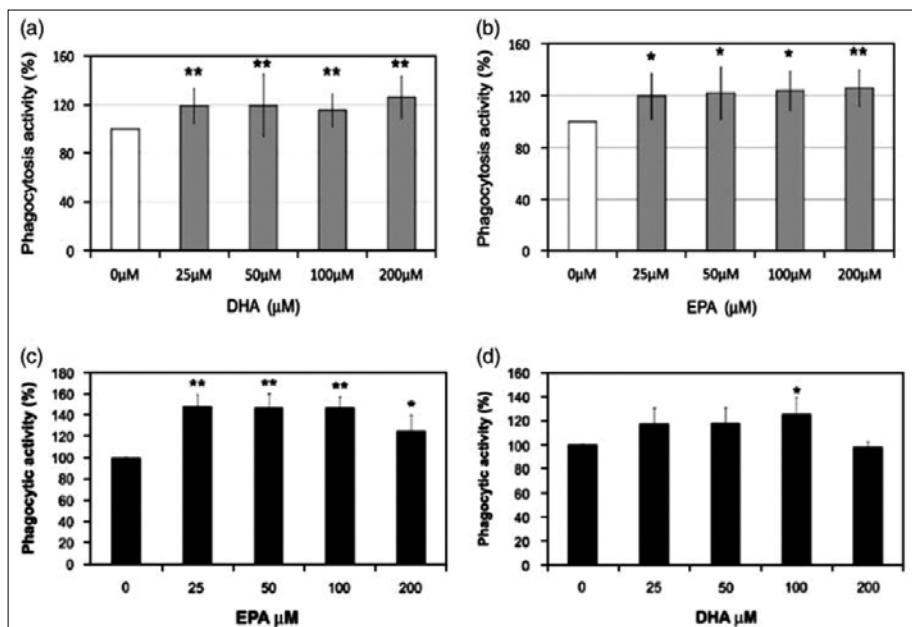 (a)
160
120
80
40
0
Phagocytosis activity (%)
** ** ** **
0µM 25µM 50µM 100µM 200µM
DHA (µM)
(b)
160
120
80
40
0
Phagocytosis activity (%)
* * * **
0µM 25µM 50µM 100µM 200µM
EPA (µM)
(c)
180
160
140
120
100
80
60
40
20
0
Phagocytic activity (%)
** ** ** *
0 25 50 100 200
EPA µM
(d)
180
160
140
120
100
80
60
40
20
0
Phagocytic activity (%)
*
0 25 50 100 200
DHA µM